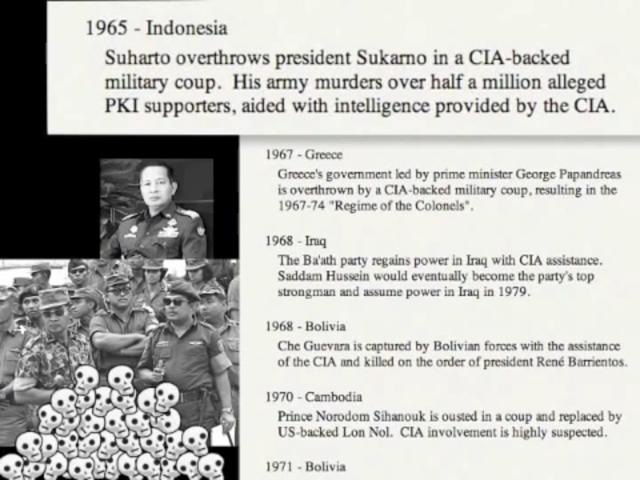 1965 - Indonesia
Suharto overthrows president Sukarno in a CIA-backed
military coup. His army murders over half a million alleged
PKI supporters, aided with intelligence provided by the CIA.
1967 - Greece
Greece's government led by prime minister George Papandreas
is overthrown by a CIA-backed military coup, resulting in the
1967-74 "Regime of the Colonels".
1968 - Iraq
The Ba'ath party regains power in Iraq with CIA assistance.
Saddam Hussein would eventually become the party's top
strongman and assume power in Iraq in 1979.
1968 - Bolivia
Che Guevara is captured by Bolivian forces with the assistance
of the CIA and killed on the order of president René Barrientos.
1970 - Cambodia
Prince Norodom Sihanouk is ousted in a coup and replaced by
US-backed Lon Nol. CIA involvement is highly suspected.
1971 - Bolivia